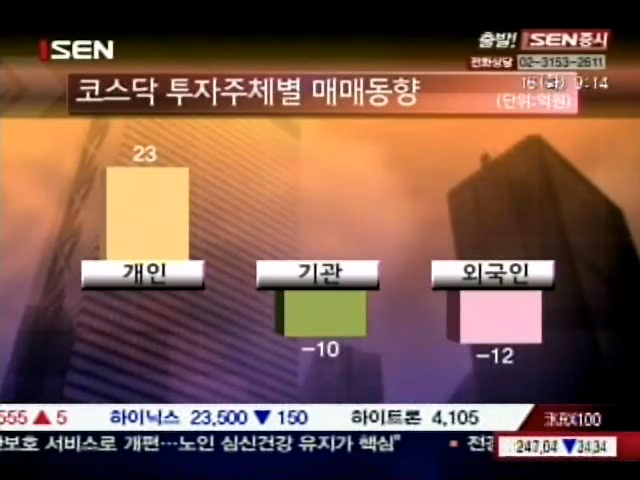 SEN
출발! SEN증시
전화상담 02-3153-2611
코스닥 투자주체별 매매동향
16(화) 9:14
(단위:억원)
23
개인
기관
외국인
-10
-12
555 ▲ 5 하이닉스 23,500 ▼ 150 하이트론 4,105
KRX100
보호 서비스로 개편…노인 심신건강 유지가 핵심"
▪ 전